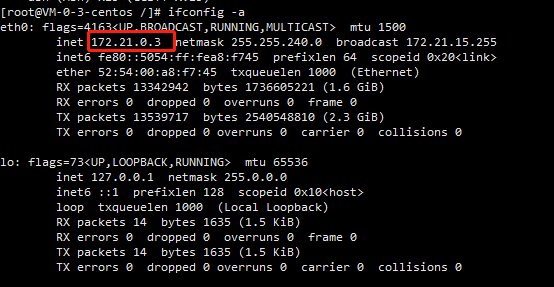 [root@VM-0-3-centos /]# ifconfig -a
eth0: flags=4163<UP,BROADCAST,RUNNING,MULTICAST>  mtu 1500
        inet 172.21.0.3  netmask 255.255.240.0  broadcast 172.21.15.255
        inet6 fe80::5054:ff:fea8:f745  prefixlen 64  scopeid 0x20<link>
        ether 52:54:00:a8:f7:45  txqueuelen 1000  (Ethernet)
        RX packets 13342942  bytes 1736605221 (1.6 GiB)
        RX errors 0  dropped 0  overruns 0  frame 0
        TX packets 13539717  bytes 2540548810 (2.3 GiB)
        TX errors 0  dropped 0 overruns 0  carrier 0  collisions 0
lo: flags=73<UP,LOOPBACK,RUNNING>  mtu 65536
        inet 127.0.0.1  netmask 255.0.0.0
        inet6 ::1  prefixlen 128  scopeid 0x10<host>
        loop  txqueuelen 1000  (Local Loopback)
        RX packets 14  bytes 1635 (1.5 KiB)
        RX errors 0  dropped 0  overruns 0  frame 0
        TX packets 14  bytes 1635 (1.5 KiB)
        TX errors 0  dropped 0 overruns 0  carrier 0  collisions 0